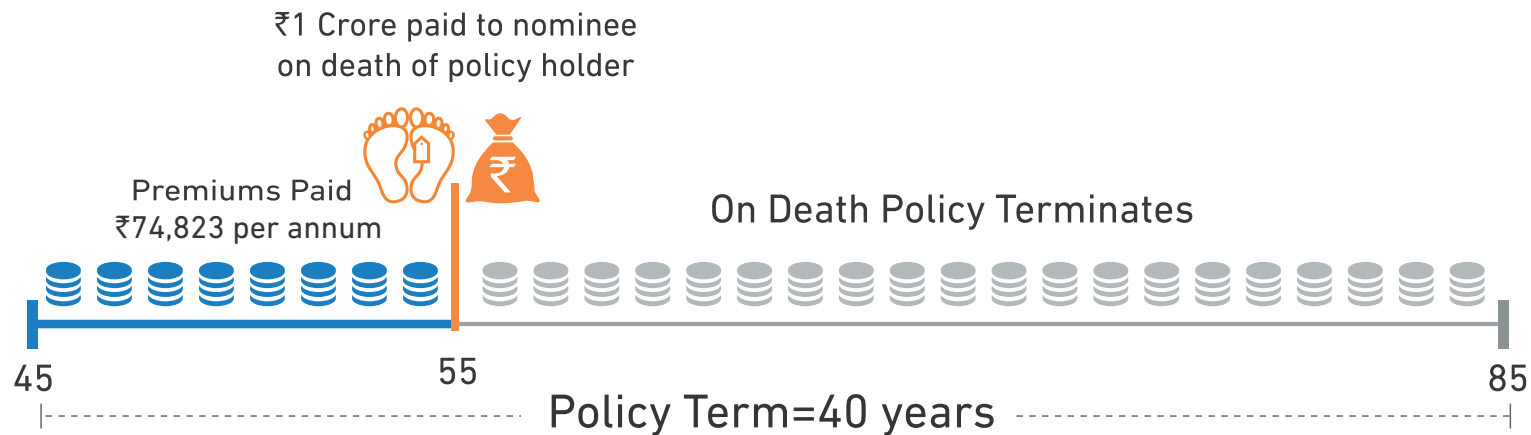 ₹1 Crore paid to nominee
on death of policy holder
₹
Premiums Paid
₹74,823 per annum
On Death Policy Terminates
45
55
85
Policy Term=40 years